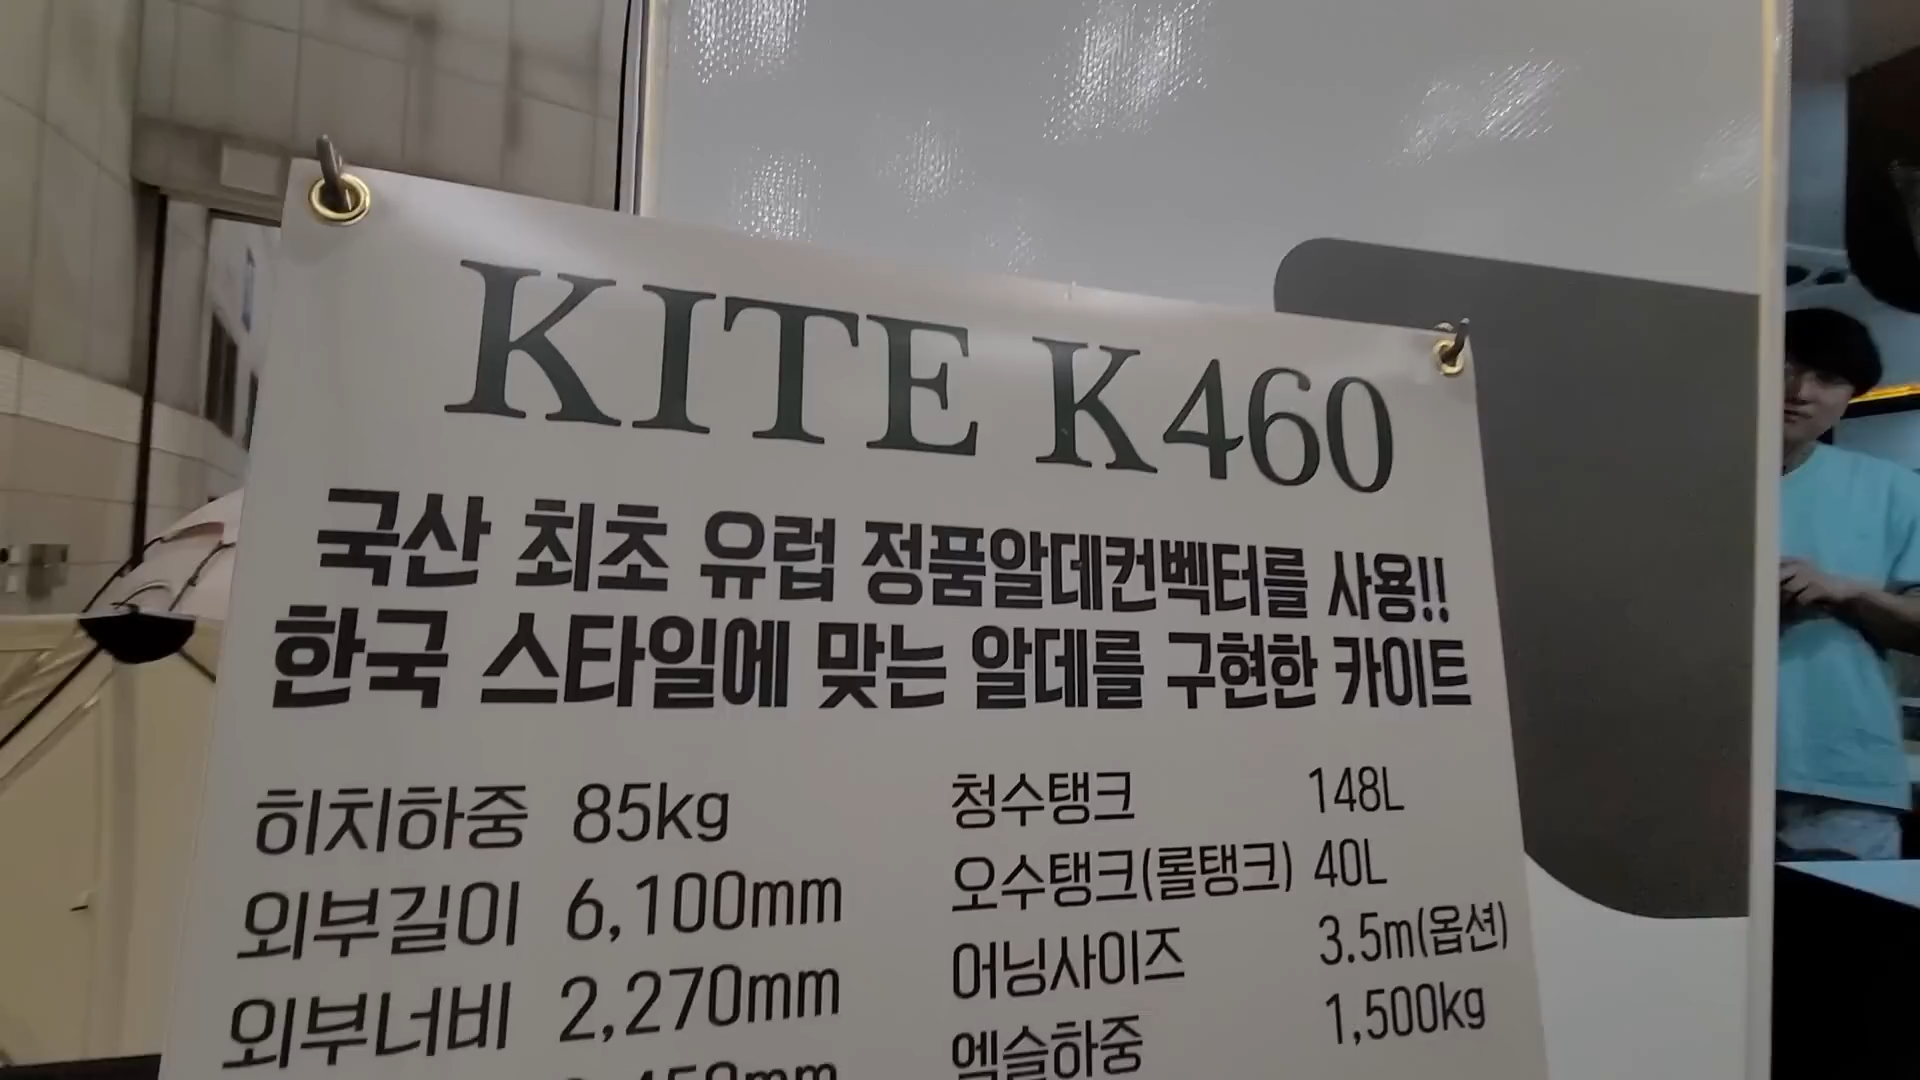 KITE K460
국산 최초 유럽 정품알데컨벡터를 사용!!
한국 스타일에 맞는 알데를 구현한 카이트
히치하중 85kg
외부길이 6,100mm
외부너비 2,270mm
청수탱크 148L
오수탱크(롤탱크) 40L
어닝사이즈 3.5m(옵션)
엑슬하중 1,500kg